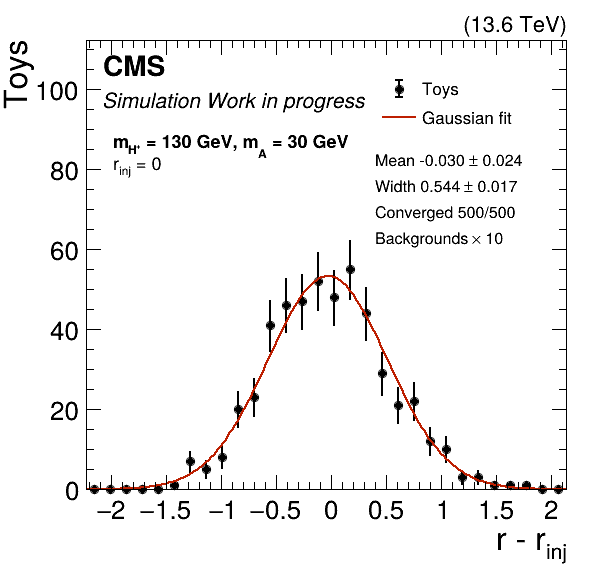 (13.6 TeV)
Toys
CMS
Simulation Work in progress
m_H⁺ = 130 GeV, m_A = 30 GeV
r_inj = 0
Toys
Gaussian fit
Mean -0.030 ± 0.024
Width 0.544 ± 0.017
Converged 500/500
Backgrounds × 10
100
80
60
40
20
0
−2 −1.5 −1 −0.5 0 0.5 1 1.5 2
r - r_inj